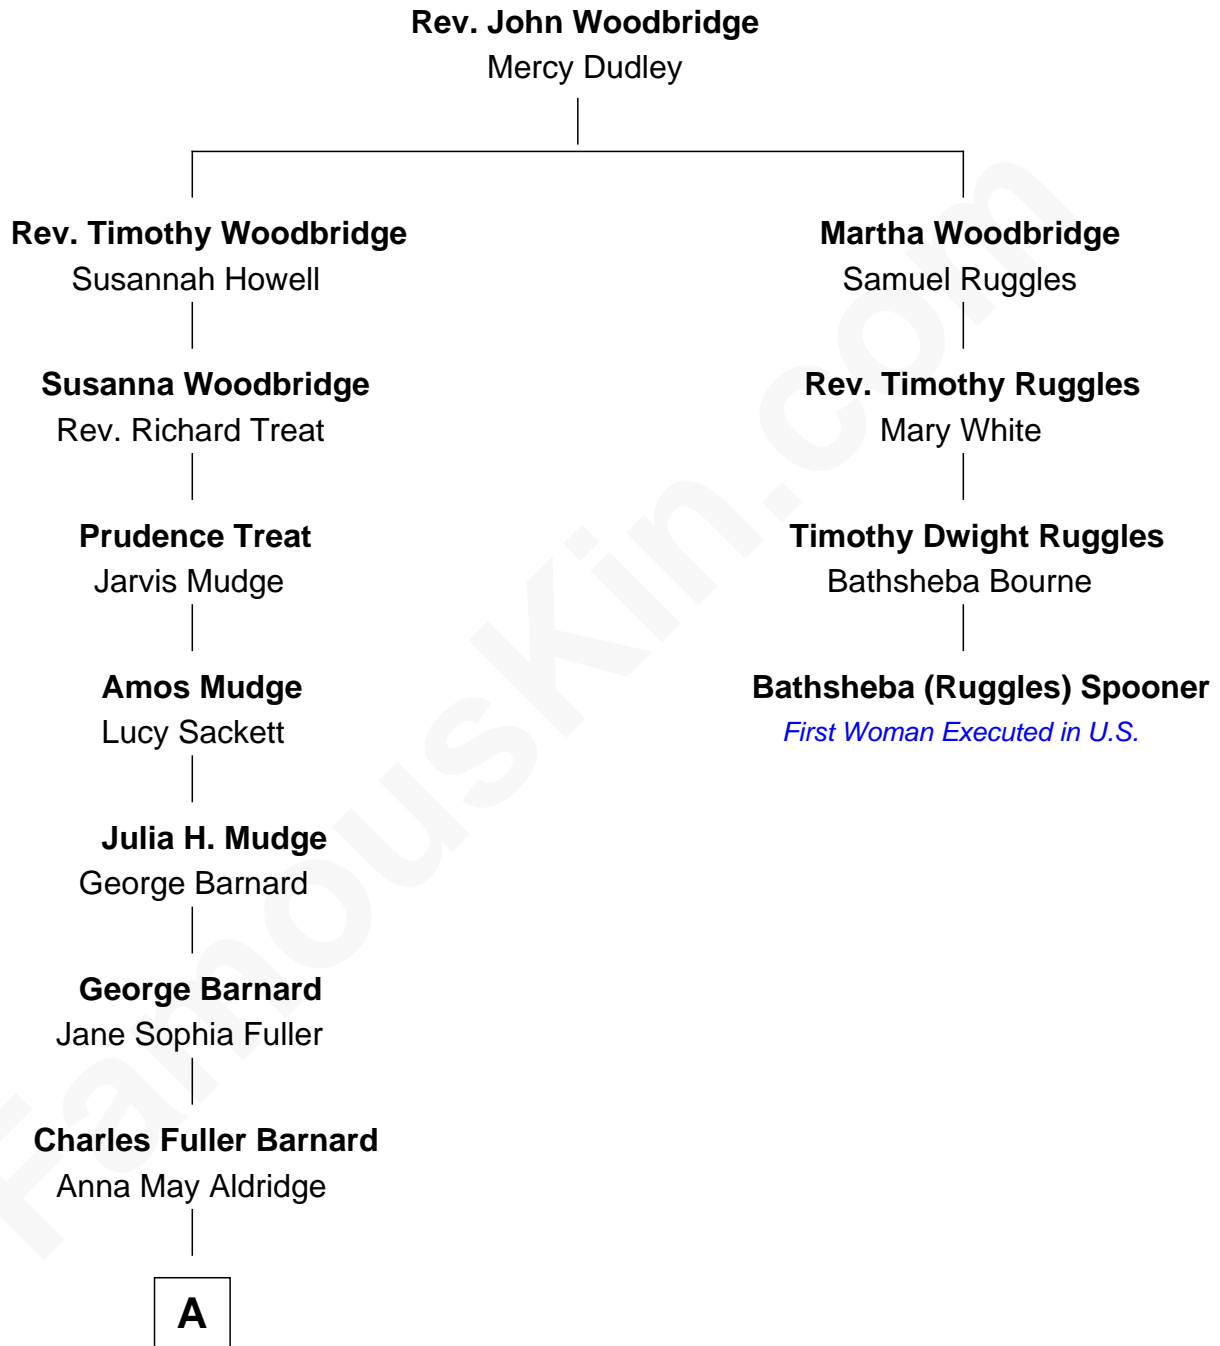 Rev. John Woodbridge
Mercy Dudley
Rev. Timothy Woodbridge
Susannah Howell
Martha Woodbridge
Samuel Ruggles
Susanna Woodbridge
Rev. Richard Treat
Rev. Timothy Ruggles
Mary White
Prudence Treat
Jarvis Mudge
Timothy Dwight Ruggles
Bathsheba Bourne
Amos Mudge
Lucy Sackett
Bathsheba (Ruggles) Spooner
First Woman Executed in U.S.
Julia H. Mudge
George Barnard
George Barnard
Jane Sophia Fuller
Charles Fuller Barnard
Anna May Aldridge
A
FamousKin.com